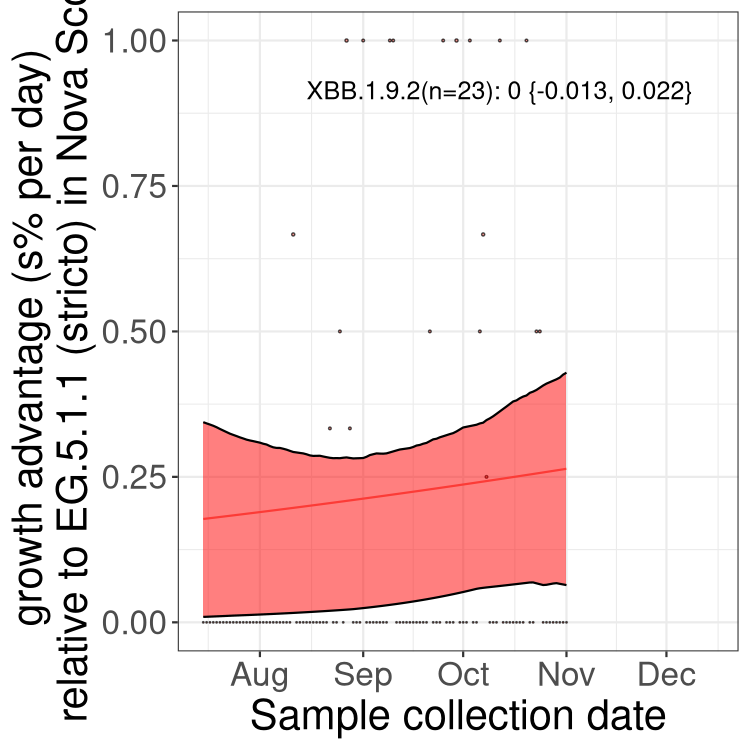 growth advantage (s% per day)
relative to EG.5.1.1 (stricto) in Nova Sco
1.00
0.75
0.50
0.25
0.00
XBB.1.9.2(n=23): 0 {-0.013, 0.022}
Aug Sep Oct Nov Dec
Sample collection date